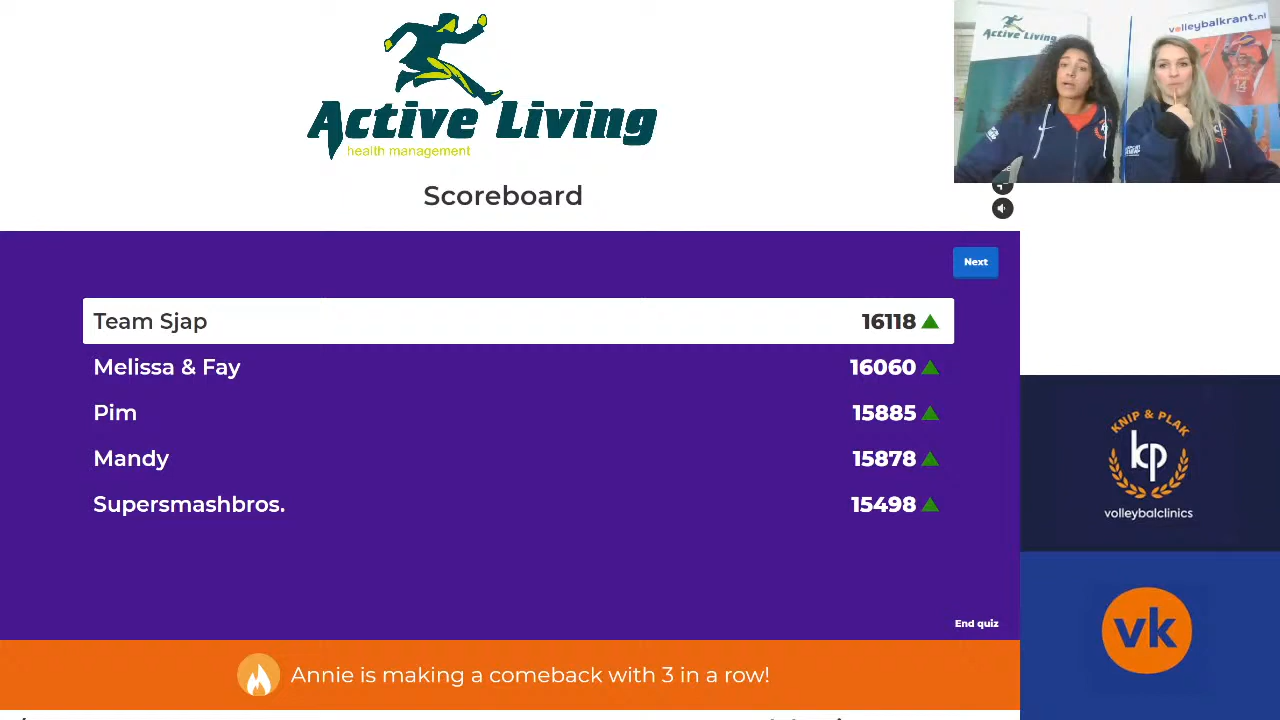 Active Living
health management
Scoreboard
Active Living
volleybalkrant.nl
14
Next
Team Sjap 16118
Melissa & Fay 16060
Pim 15885
Mandy 15878
Supersmashbros. 15498
End quiz
Annie is making a comeback with 3 in a row!
KNIP & PLAK
kp
volleybalclinics
vk